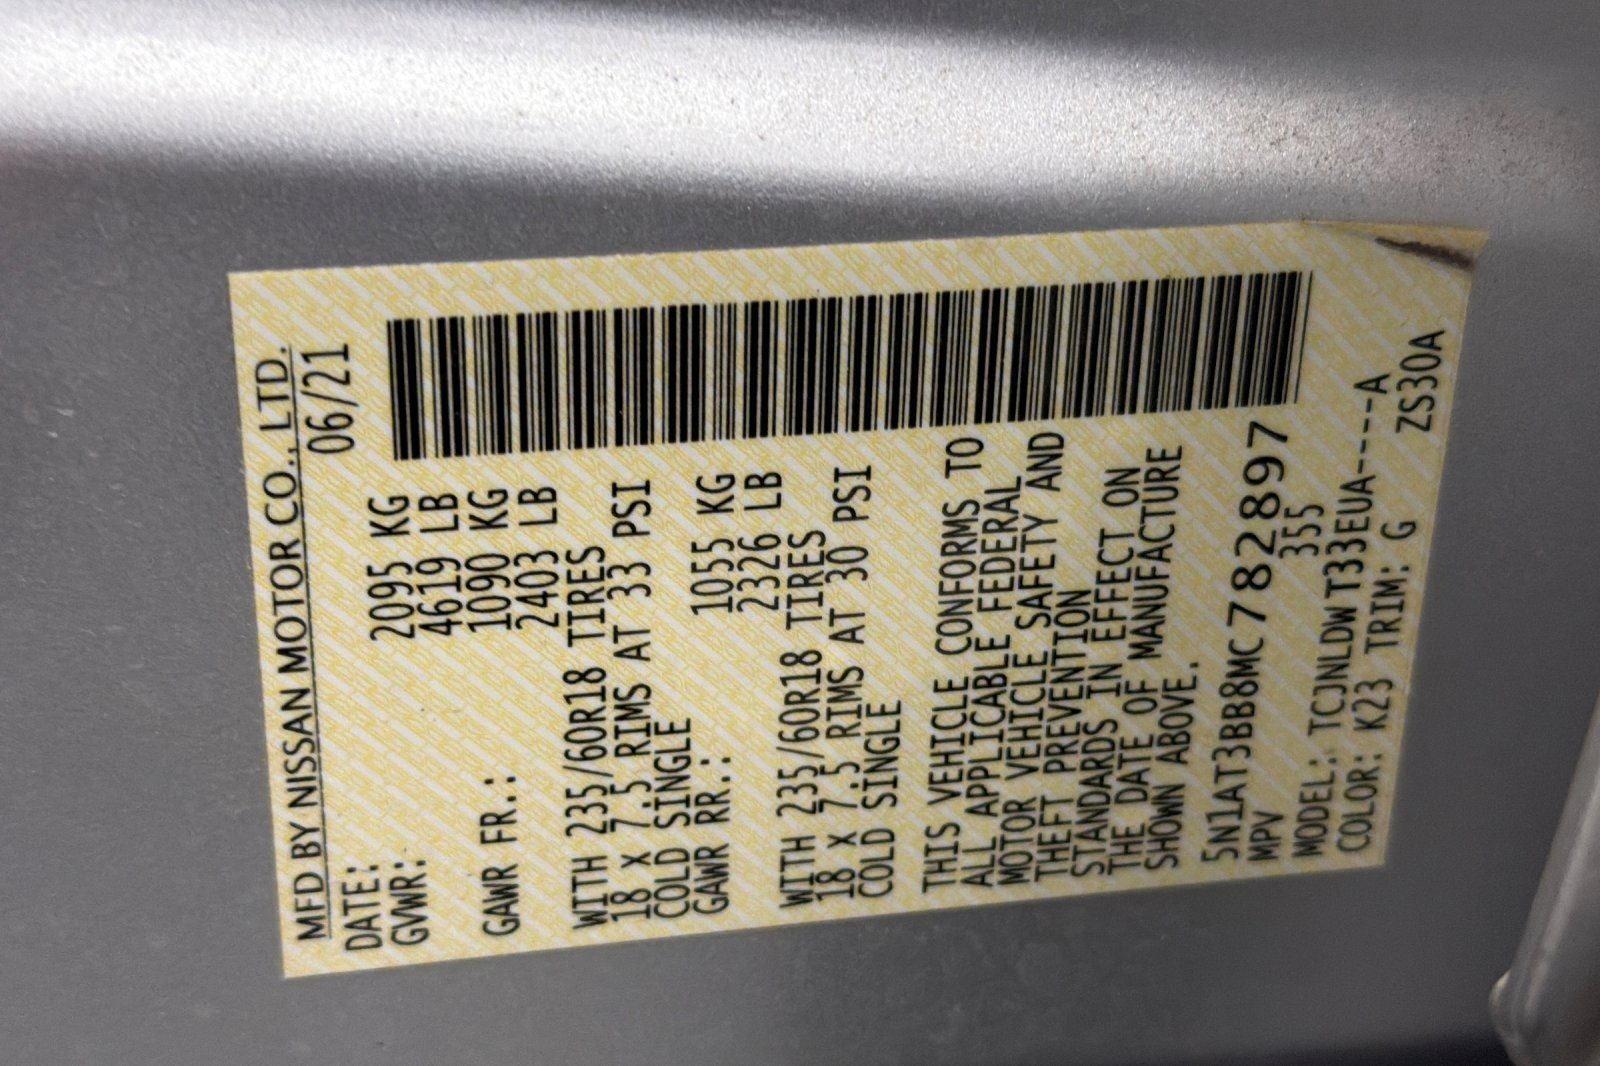 MFD BY NISSAN MOTOR CO., LTD.
DATE: 06/21
GVWR: 2095 KG
4619 LB
GAWR FR.: 1090 KG
2403 LB
WITH 235/60R18 TIRES
18 X 7.5 RIMS AT 33 PSI
COLD SINGLE
GAWR RR.: 1055 KG
2326 LB
WITH 235/60R18 TIRES
18 X 7.5 RIMS AT 30 PSI
COLD SINGLE
THIS VEHICLE CONFORMS TO
ALL APPLICABLE FEDERAL
MOTOR VEHICLE SAFETY AND
THEFT PREVENTION
STANDARDS IN EFFECT ON
THE DATE OF MANUFACTURE
SHOWN ABOVE.
5N1AT3BB8MC782897
MPV 355
MODEL: TCJNLDWT33EUA----A
COLOR: K23 TRIM: G ZS30A